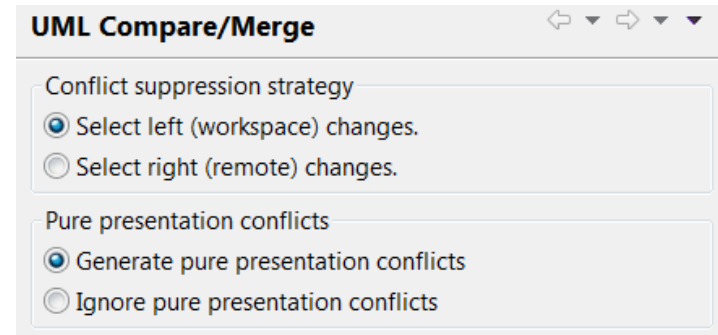 UML Compare/Merge
Conflict suppression strategy
Select left (workspace) changes.
Select right (remote) changes.
Pure presentation conflicts
Generate pure presentation conflicts
Ignore pure presentation conflicts